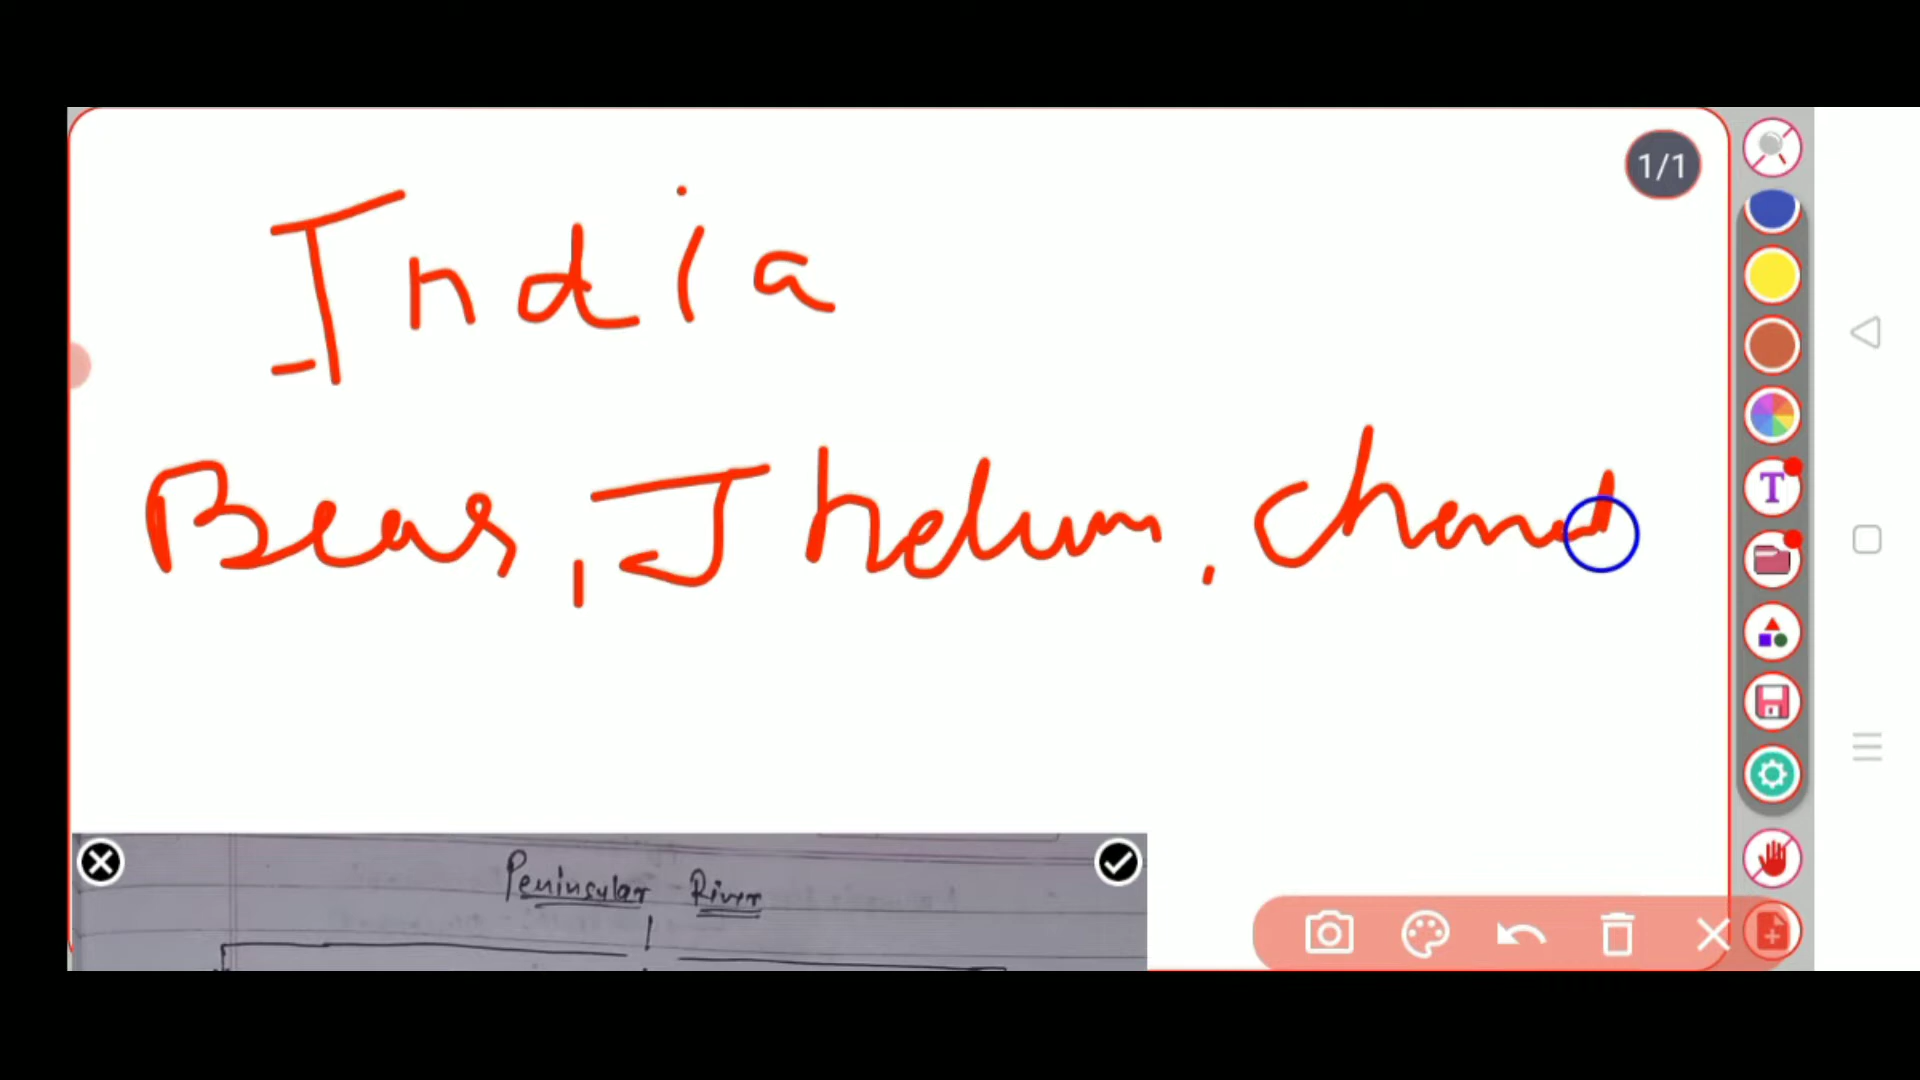 1/1
India
Beas, Jhelum, Chenab
T
Peninsular River